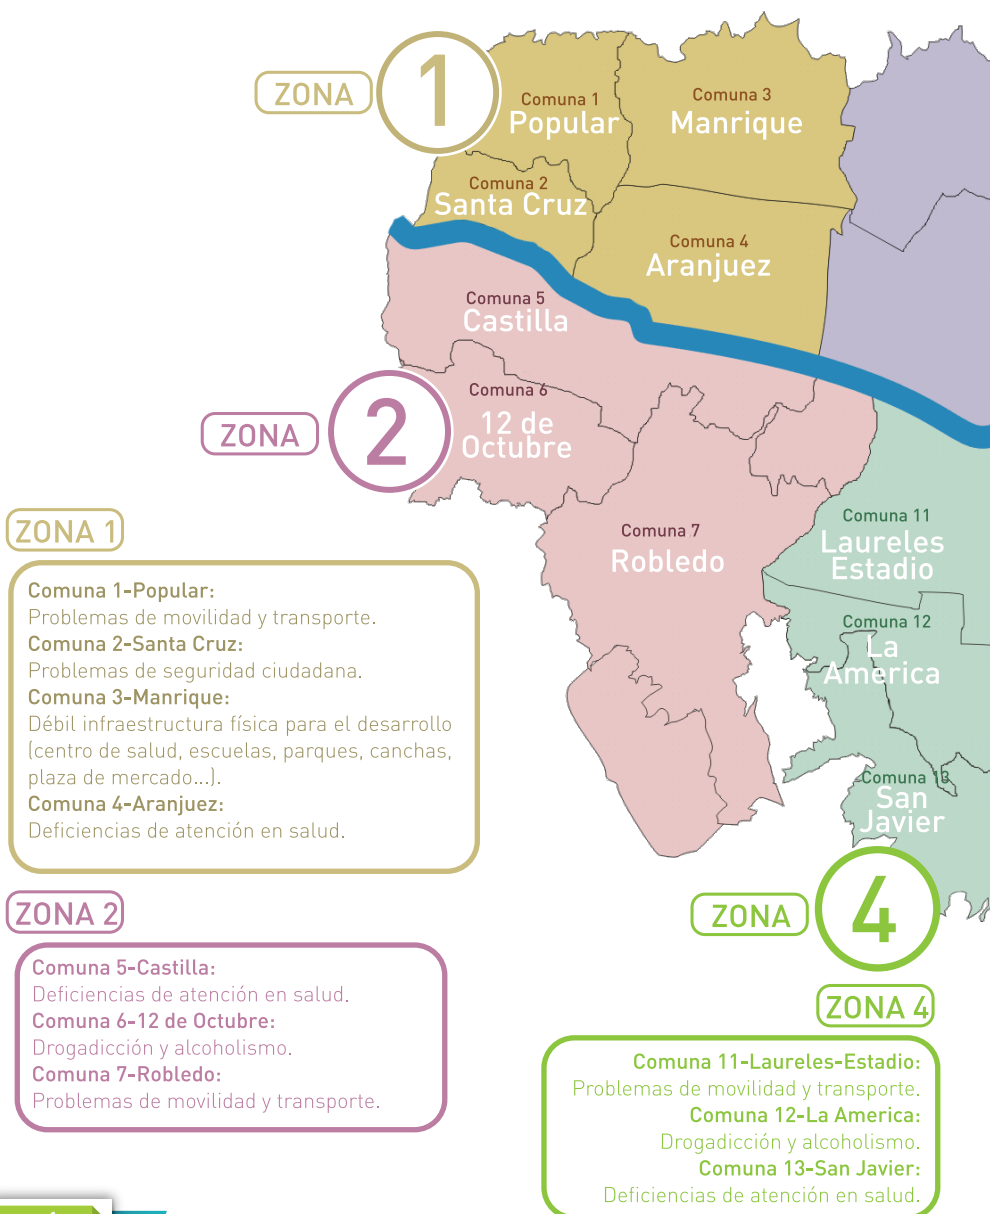 ZONA
1
Comuna 1
Popular
Comuna 3
Manrique
Comuna 2
Santa Cruz
Comuna 4
Aranjuez
Comuna 5
Castilla
ZONA
2
Comuna 6
12 de
Octubre
Comuna 7
Robledo
Comuna 11
Laureles
Estadio
Comuna 12
La
America
Comuna 13
San
Javier
ZONA
4
ZONA 1
Comuna 1-Popular:
Problemas de movilidad y transporte.
Comuna 2-Santa Cruz:
Problemas de seguridad ciudadana.
Comuna 3-Manrique:
Débil infraestructura física para el desarrollo
(centro de salud, escuelas, parques, canchas,
plaza de mercado...).
Comuna 4-Aranjuez:
Deficiencias de atención en salud.
ZONA 2
Comuna 5-Castilla:
Deficiencias de atención en salud.
Comuna 6-12 de Octubre:
Drogadicción y alcoholismo.
Comuna 7-Robledo:
Problemas de movilidad y transporte.
ZONA 4
Comuna 11-Laureles-Estadio:
Problemas de movilidad y transporte.
Comuna 12-La America:
Drogadicción y alcoholismo.
Comuna 13-San Javier:
Deficiencias de atención en salud.